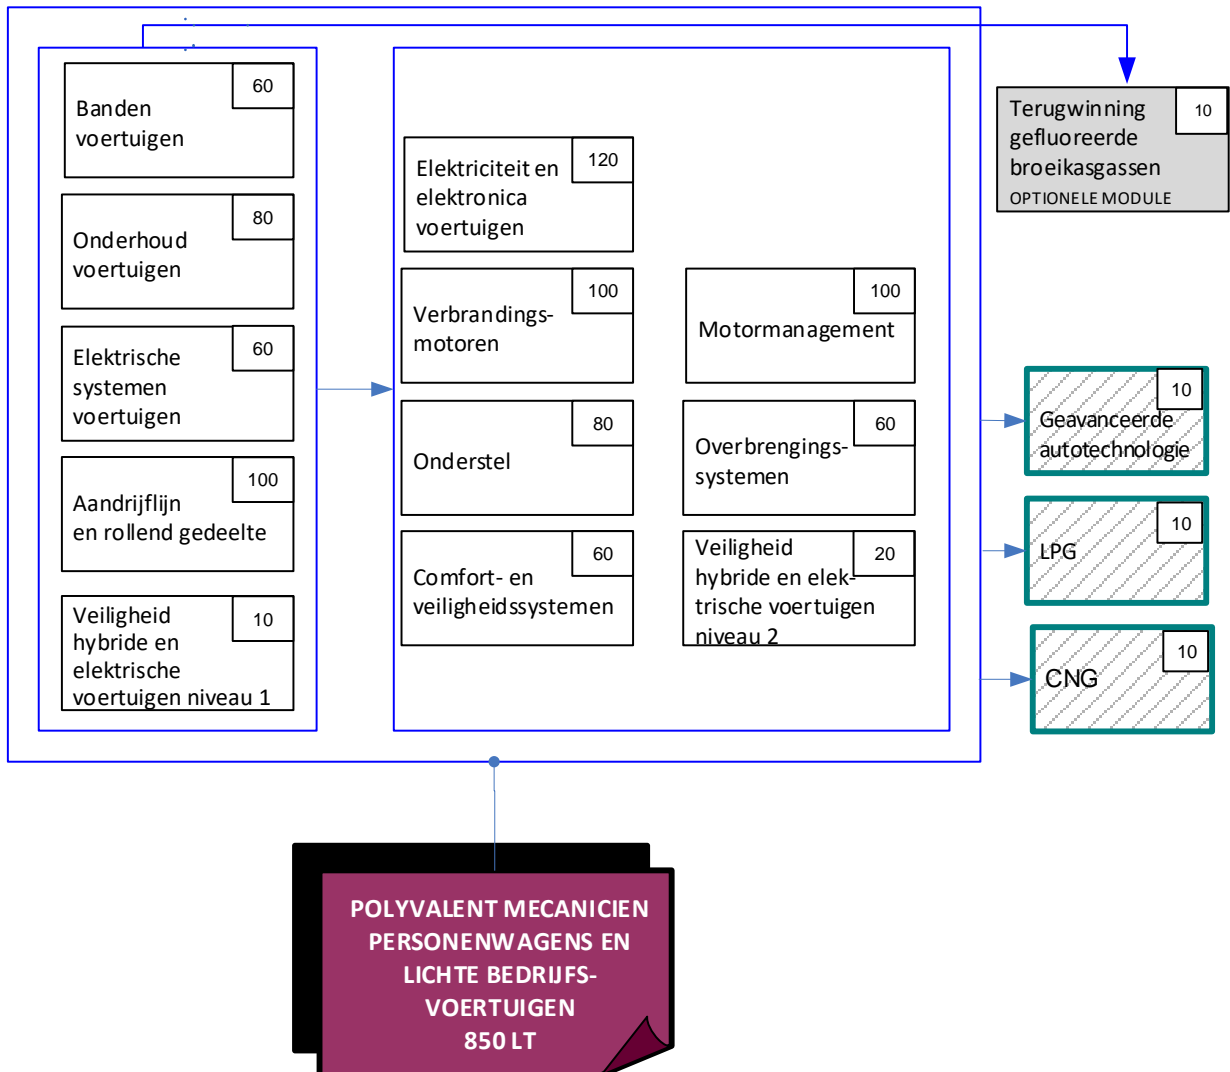 60
Banden
voertuigen
80
Onderhoud
voertuigen
60
Elektrische
systemen
voertuigen
100
Aandrijflijn
en rollend gedeelte
10
Veiligheid
hybride en
elektrische
voertuigen niveau 1
120
Elektriciteit en
elektronica
voertuigen
100
Verbrandings-
motoren
80
Onderstel
60
Comfort- en
veiligheidssystemen
100
Motormanagement
60
Overbrengings-
systemen
20
Veiligheid
hybride en elek-
trische voertuigen
niveau 2
10
Terugwinning
gefluoreerde
broeikasgassen
OPTIONELE MODULE
10
Geavanceerde
autotechnologie
10
LPG
10
CNG
POLYVALENT MECANICIEN
PERSONENWAGENS EN
LICHTE BEDRIJFS-
VOERTUIGEN
850 LT